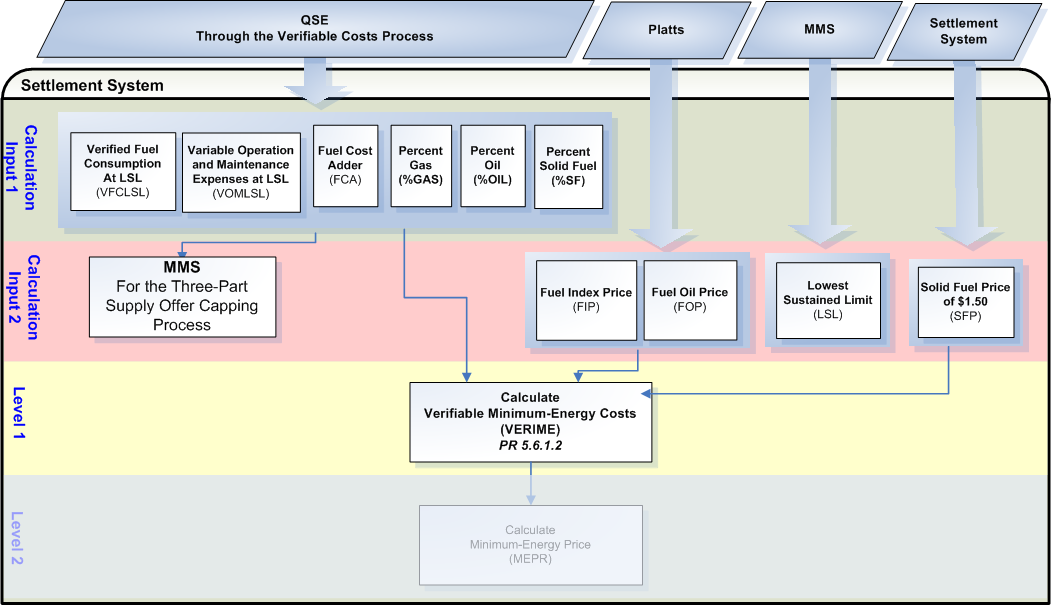 QSE
Through the Verifiable Costs Process
Platts
MMS
Settlement
System
Settlement System
Calculation
Input 1
Verified Fuel
Consumption
At LSL
(VFCLSL)
Variable Operation
and Maintenance
Expenses at LSL
(VOMLSL)
Fuel Cost
Adder
(FCA)
Percent
Gas
(%GAS)
Percent
Oil
(%OIL)
Percent
Solid Fuel
(%SF)
Calculation
Input 2
MMS
For the Three-Part
Supply Offer Capping
Process
Fuel Index Price
(FIP)
Fuel Oil Price
(FOP)
Lowest
Sustained Limit
(LSL)
Solid Fuel Price
of $1.50
(SFP)
Level 1
Calculate
Verifiable Minimum-Energy Costs
(VERIME)
PR 5.6.1.2
Level 2
Calculate
Minimum-Energy Price
(MEPR)